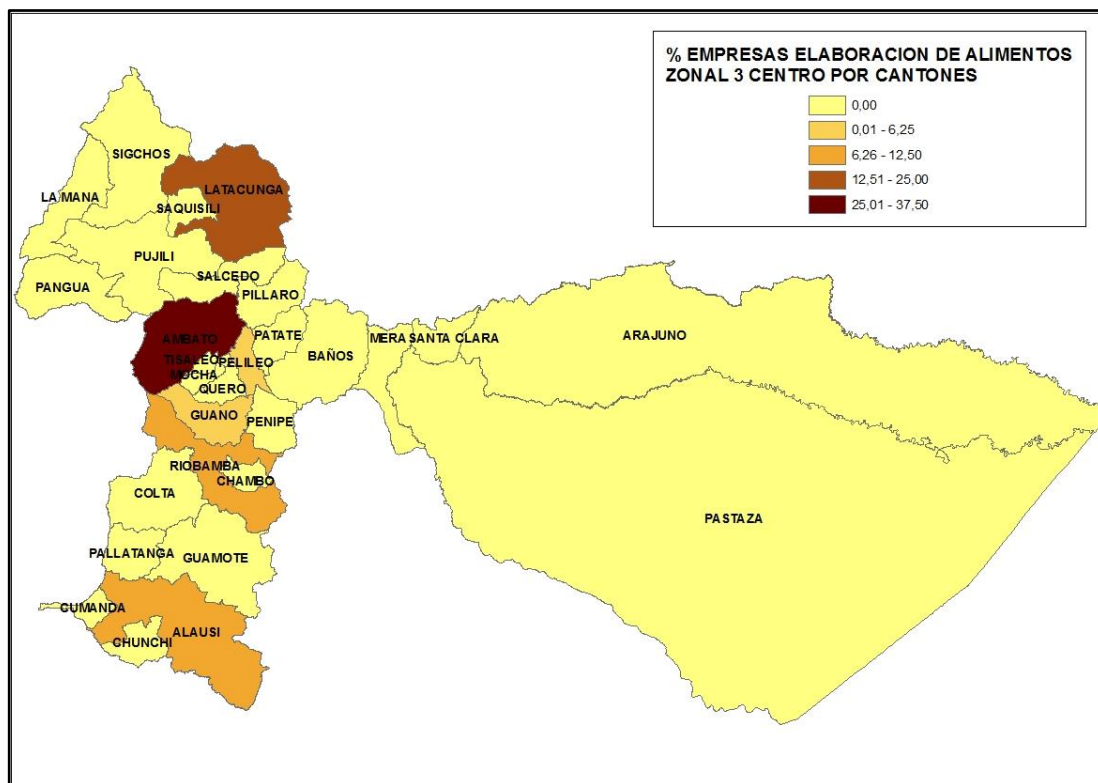 % EMPRESAS ELABORACION DE ALIMENTOS
ZONAL 3 CENTRO POR CANTONES
0,00
0,01 - 6,25
6,26 - 12,50
12,51 - 25,00
25,01 - 37,50
SIGCHOS
LATACUNGA
LA MANA
SAQUISILI
PUJILI
SALCEDO
PANGUA
PILLARO
AMBATO
PATATE
MERA
SANTA CLARA
ARAJUNO
BAÑOS
TISALEO
PELILEO
MOCHA
QUERO
GUANO
PENIPE
RIOBAMBA
CHAMBO
COLTA
PASTAZA
PALLATANGA
GUAMOTE
CUMANDA
ALAUSI
CHUNCHI